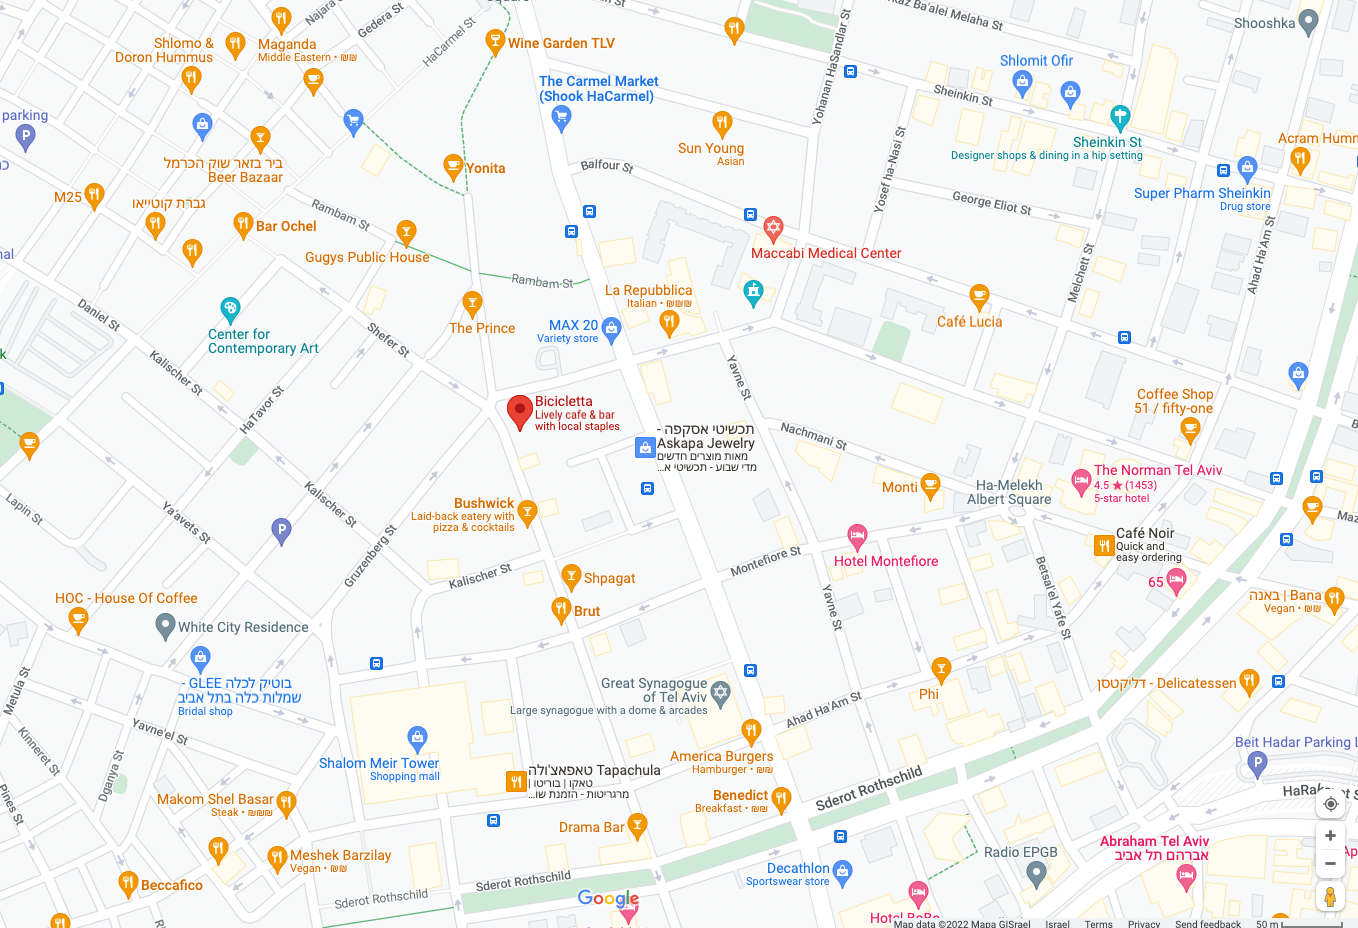 Najara St
Gedera St
HaCarmel St
Shlomo &
Doron Hummus
Maganda
Middle Eastern • ₪₪
Wine Garden TLV
The Carmel Market
(Shook HaCarmel)
Yohanan HaSandlar St
Shooshka
Shlomit Ofir
Sheinkin St
Sheinkin St
Designer shops & dining in a hip setting
Acram Humm
parking
P
ביר בזאר שוק הכרמל
Beer Bazaar
Yonita
Balfour St
Sun Young
Asian
Yosef ha-Nasi St
Super Pharm Sheinkin
Drug store
George Eliot St
M25
גברת קוטייאו
Bar Ochel
Rambam St
Gugys Public House
Rambam St
Maccabi Medical Center
Melchett St
Ahad Ha'Am St
La Repubblica
Italian • ₪₪₪
Café Lucia
Daniel St
Center for
Contemporary Art
Shefer St
The Prince
MAX 20
Variety store
Kalischer St
HaTavor St
Yavne St
Bicicletta
Lively cafe & bar
with local staples
Coffee Shop
51 / fifty-one
תכשיטי אסקפה -
Askapa Jewelry
מאות מוצרים חדשים
מדי שבוע - תכשיטי א...
Nachmani St
Monti
Ha-Melekh
Albert Square
The Norman Tel Aviv
4.5 ★ (1453)
5-star hotel
Lapin St
Ya'avets St
Kalischer St
P
Bushwick
Laid-back eatery with
pizza & cocktails
Gruzenberg St
Café Noir
Quick and
easy ordering
Montefiore St
Hotel Montefiore
Kalischer St
Shpagat
Brut
65
באנה | Bana
Vegan • ₪₪
HOC - House Of Coffee
White City Residence
Yavne St
Betsal'el Yafe St
Metula St
בוטיק לכלה GLEE -
שמלות כלה בתל אביב
Bridal shop
Great Synagogue
of Tel Aviv
Large synagogue with a dome & arcades
Phi
דליקטסן - Delicatessen
Ahad Ha'Am St
Yavne'el St
Kinneret St
Dganya St
Pines St
Shalom Meir Tower
Shopping mall
America Burgers
Hamburger • ₪₪
טאפאצ'ולה Tapachula
טאקו | בוריטו |
מרגריטות - הזמנת שו...
Beit Hadar Parking L
P
Makom Shel Basar
Steak • ₪₪₪
Benedict
Breakfast • ₪₪
Sderot Rothschild
Drama Bar
Meshek Barzilay
Vegan • ₪₪
Beccafico
Sderot Rothschild
Sderot Rothschild
Decathlon
Sportswear store
Radio EPGB
Abraham Tel Aviv
אברהם תל אביב
Google
Map data ©2022 Mapa GISrael Israel Terms Privacy Send feedback 50 m